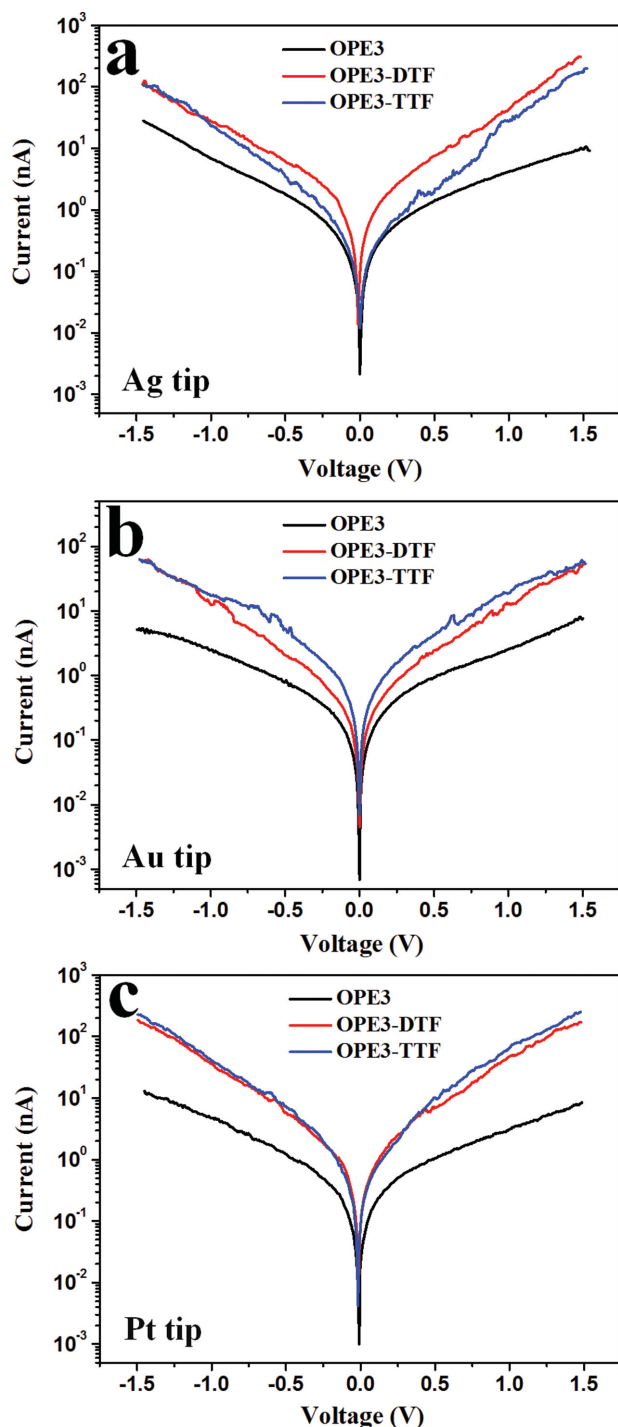 a
OPE3
OPE3-DTF
OPE3-TTF
10³
10²
10¹
10⁰
10⁻¹
10⁻²
10⁻³
Current (nA)
Ag tip
-1.5 -1.0 -0.5 0.0 0.5 1.0 1.5
Voltage (V)
b
OPE3
OPE3-DTF
OPE3-TTF
10²
10¹
10⁰
10⁻¹
10⁻²
10⁻³
Current (nA)
Au tip
-1.5 -1.0 -0.5 0.0 0.5 1.0 1.5
Voltage (V)
c
OPE3
OPE3-DTF
OPE3-TTF
10³
10²
10¹
10⁰
10⁻¹
10⁻²
10⁻³
Current (nA)
Pt tip
-1.5 -1.0 -0.5 0.0 0.5 1.0 1.5
Voltage (V)